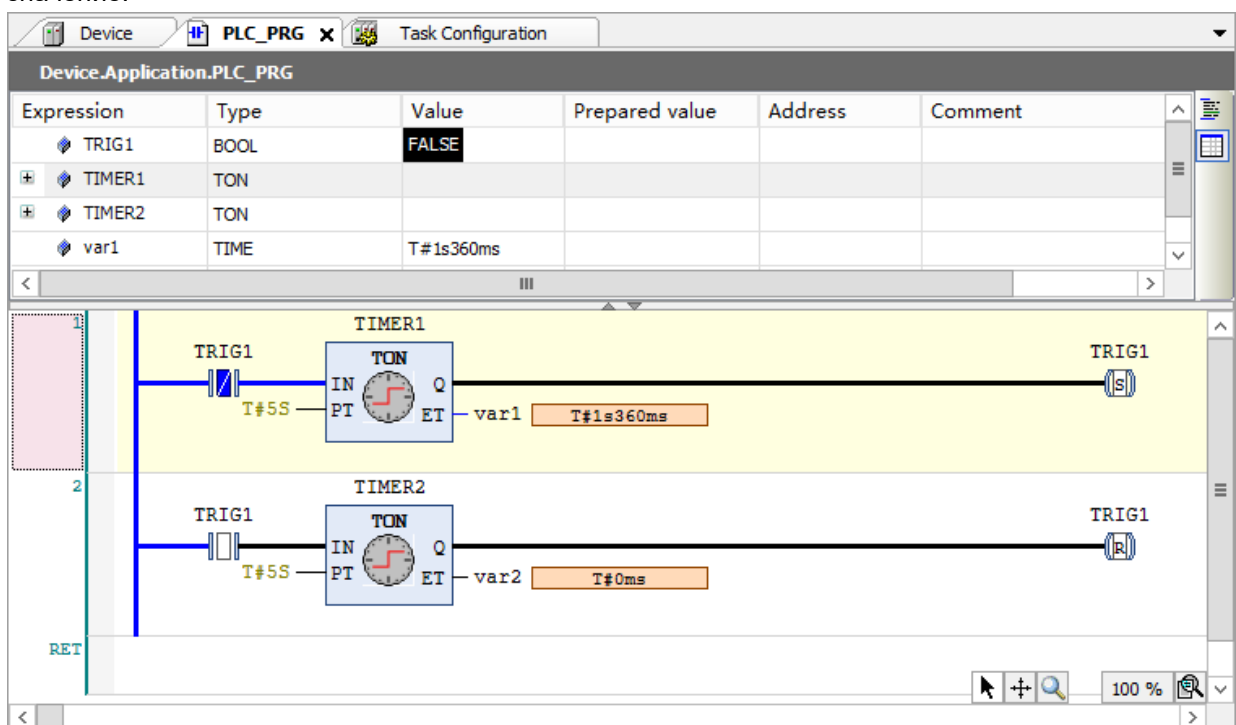 Device PLC_PRG Task Configuration
Device.Application.PLC_PRG
Expression Type Value Prepared value Address Comment
TRIG1 BOOL FALSE
TIMER1 TON
TIMER2 TON
var1 TIME T#1s360ms
1 TIMER1
TRIG1 TON TRIG1
IN Q S
T#5S PT ET var1 T#1s360ms
2 TIMER2
TRIG1 TON TRIG1
IN Q R
T#5S PT ET var2 T#0ms
RET
100 %